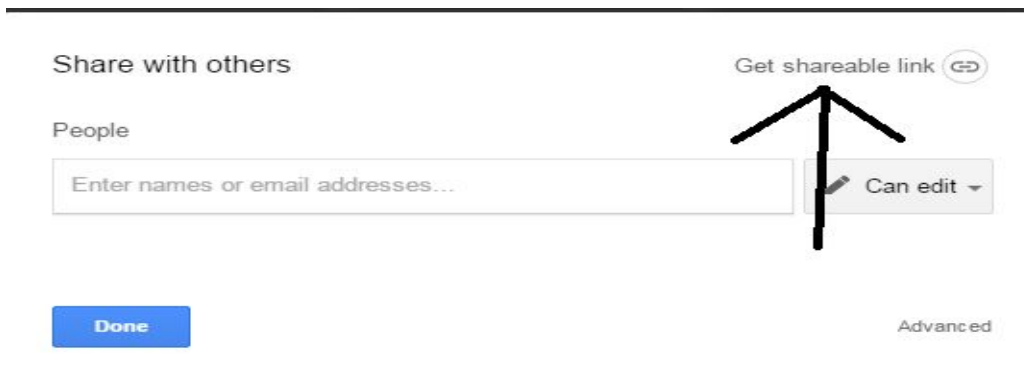 Share with others
Get shareable link
People
Enter names or email addresses...
Can edit
Done
Advanced